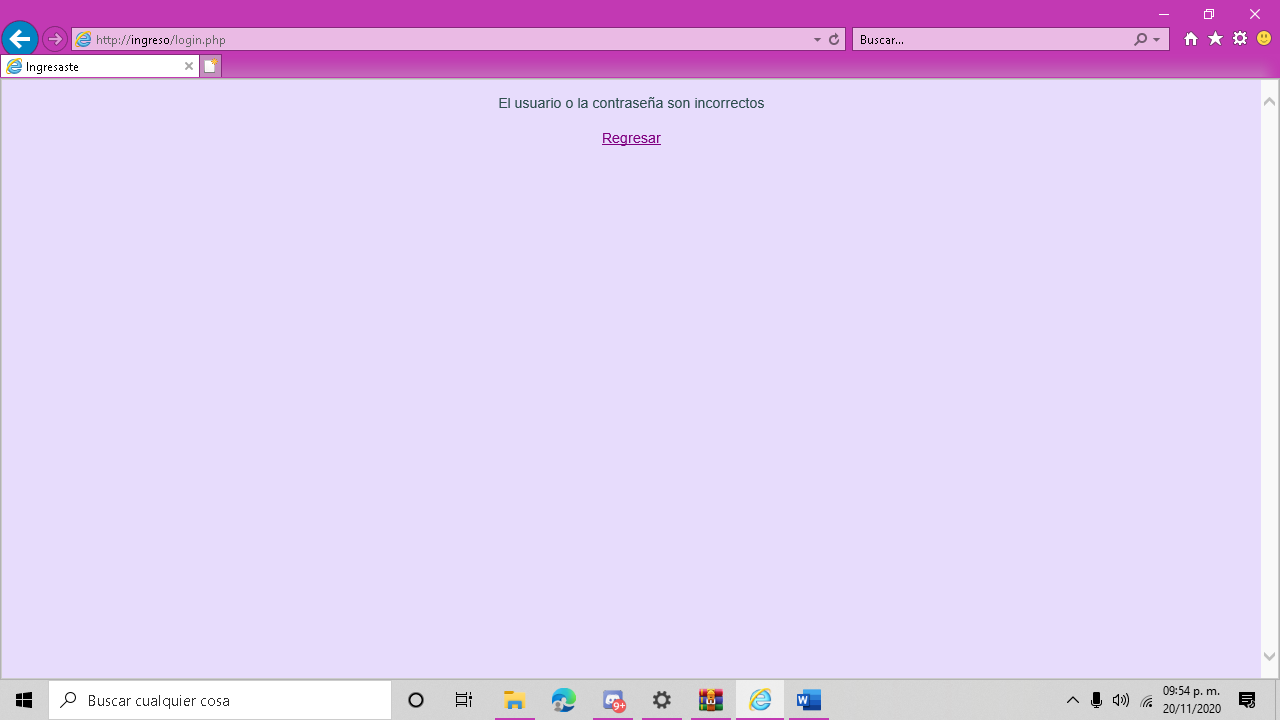 http://ingreso/login.php
Buscar...
Ingresaste
El usuario o la contraseña son incorrectos
Regresar
Buscar cualquier cosa
9+
09:54 p. m.
20/11/2020